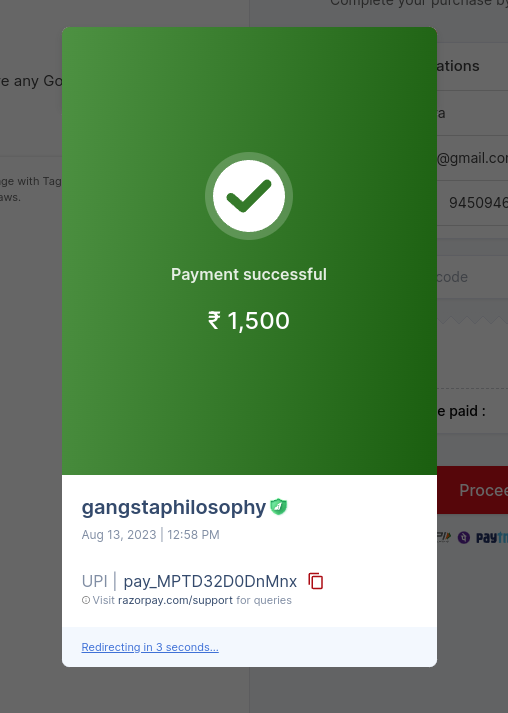 Complete your purchase by
ve any Go
ations
a
@gmail.co
ge with Tag
aws.
9450946
code
Payment successful
₹ 1,500
e paid :
Procee
gangstaphilosophy
Aug 13, 2023 | 12:58 PM
UPI | pay_MPTD32D0DnMnx
Visit razorpay.com/support for queries
Redirecting in 3 seconds...